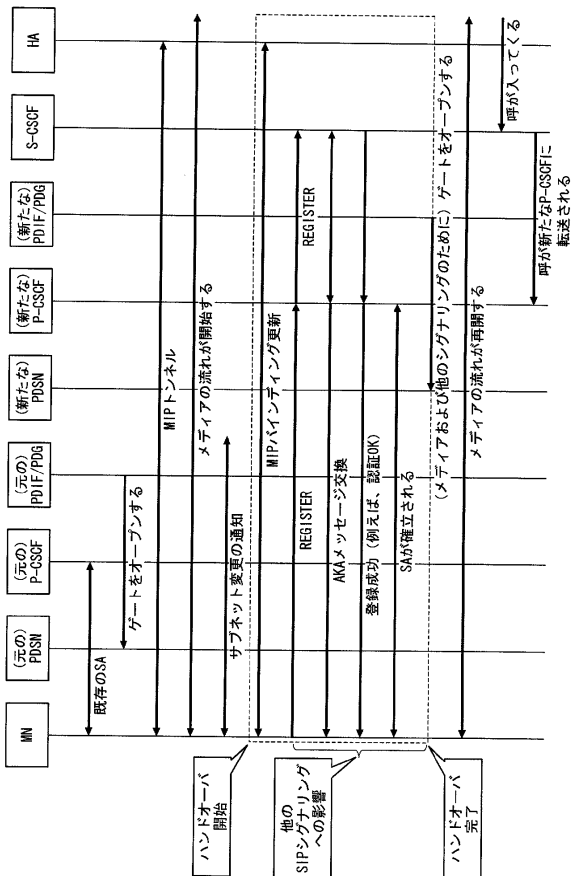 MN
(元の)
PDSN
(元の)
P-CSCF
(元の)
PDIF/PDG
(新たな)
PDSN
(新たな)
P-CSCF
(新たな)
PDIF/PDG
S-CSCF
HA
既存のSA
ゲートをオープンする
MIPトンネル
メディアの流れが開始する
ハンドオーバ
開始
サブネット変更の通知
MIPバインディング更新
他の
SIPシグナリング
への影響
REGISTER
REGISTER
AKAメッセージ交換
登録成功(例えば、認証OK)
SAが確立される
(メディアおよび他のシグナリングのために)ゲートをオープンする
ハンドオーバ
完了
メディアの流れが再開する
呼が入ってくる
呼が新たなP-CSCFに
転送される